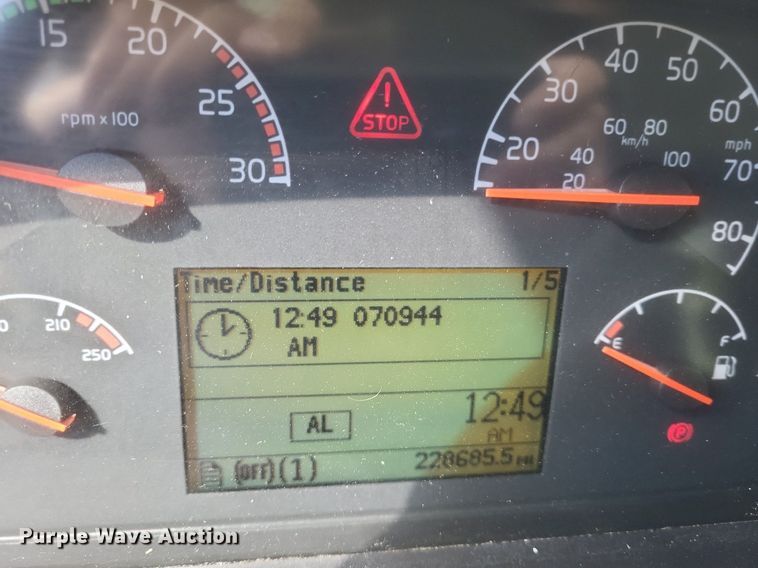 15
20
25
30
rpm x 100
!
STOP
20
30
40
50
60
70
80
mph
20
40
60
80
100
km/h
Time/Distance 1/5
12:49 070944
AM
AL
12:49
AM
(OFF)(1) 228685.5
210
250
E
F
P
Purple Wave Auction